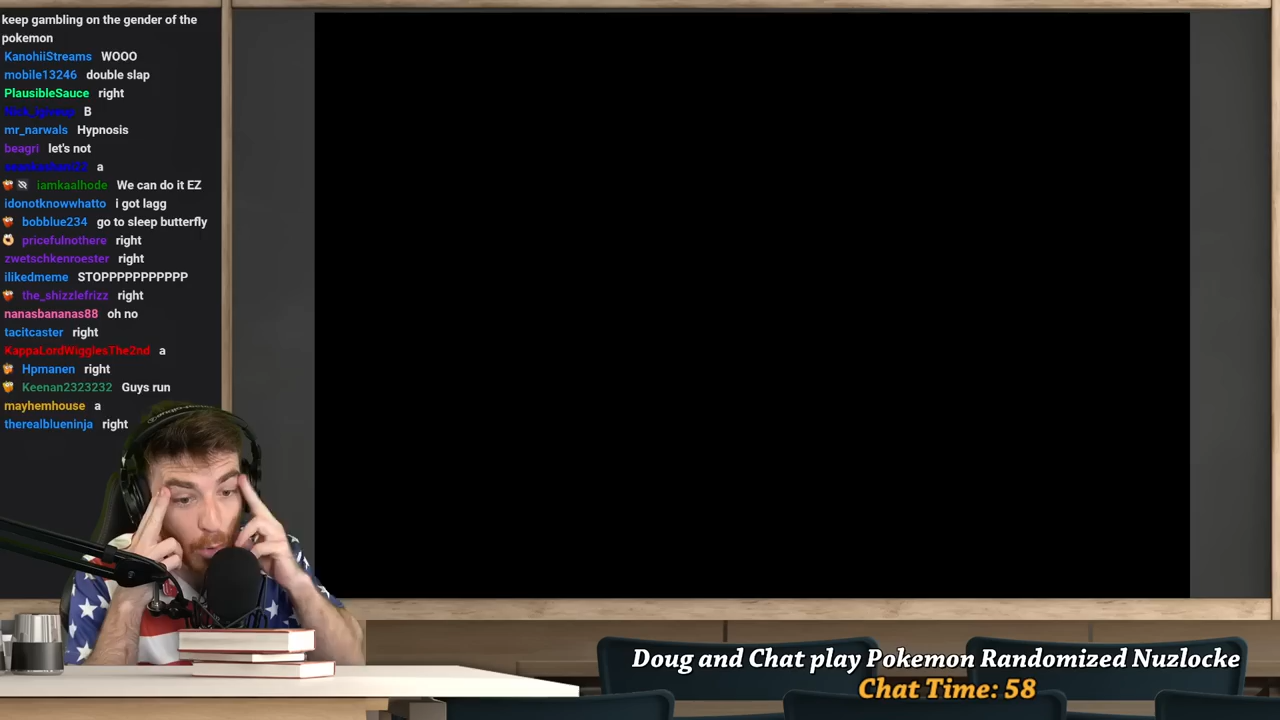 keep gambling on the gender of the
pokemon
KanohiiStreams WOOO
mobile13246 double slap
PlausibleSauce right
B
mr_narwals Hypnosis
beagri let's not
a
iamkaalhode We can do it EZ
idonotknowwhatto i got lagg
bobblue234 go to sleep butterfly
pricefulnothere right
zwetschkenroester right
ilikedmeme STOPPPPPPPPPP
the_shizzlefrizz right
nanasbananas88 oh no
tacitcaster right
KappaLordWigglesThe2nd a
Hpmanen right
Keenan2323232 Guys run
mayhemhouse a
therealblueninja right
Doug and Chat play Pokemon Randomized Nuzlocke
Chat Time: 58